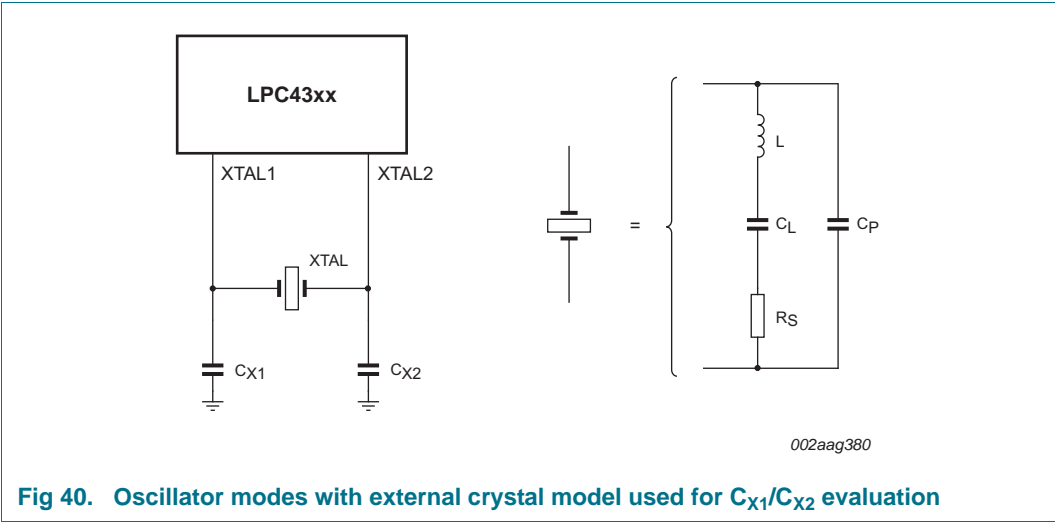 LPC43xx
XTAL1
XTAL2
XTAL
CX1
CX2
=
L
CL
CP
RS
002aag380
Fig 40. Oscillator modes with external crystal model used for CX1/CX2 evaluation